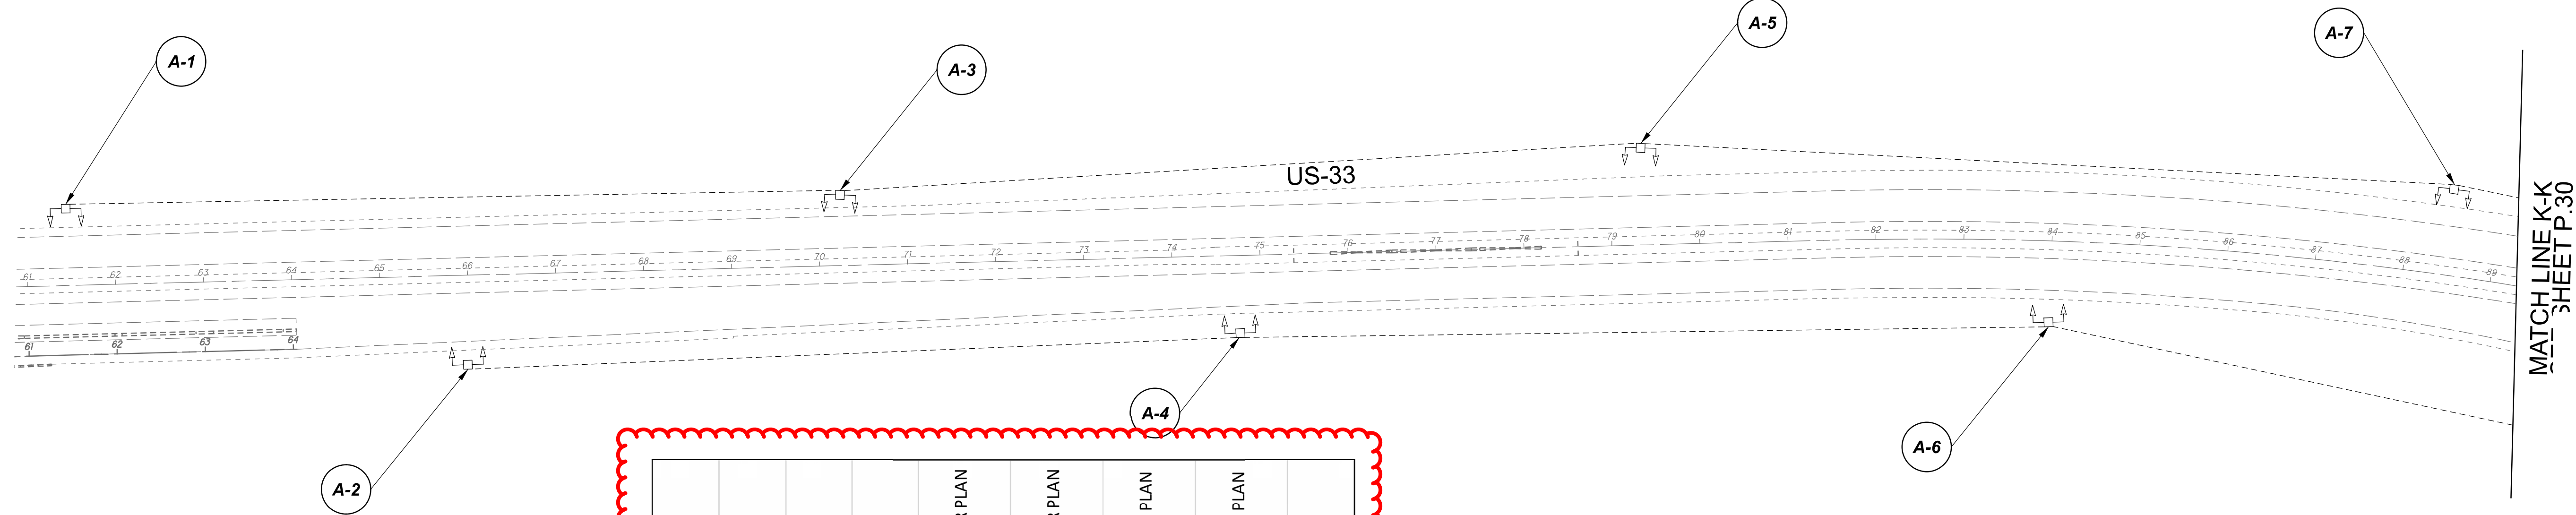 A-1
A-3
A-5
A-7
US-33
61 62 63 64 65 66 67 68 69 70 71 72 73 74 75 76 77 78 79 80 81 82 83 84 85 86 87 88 89
61 62 63 64
A-2
A-4
A-6
MATCH LINE K-K
SHEET P.30
PLAN
PLAN
PLAN
PLAN